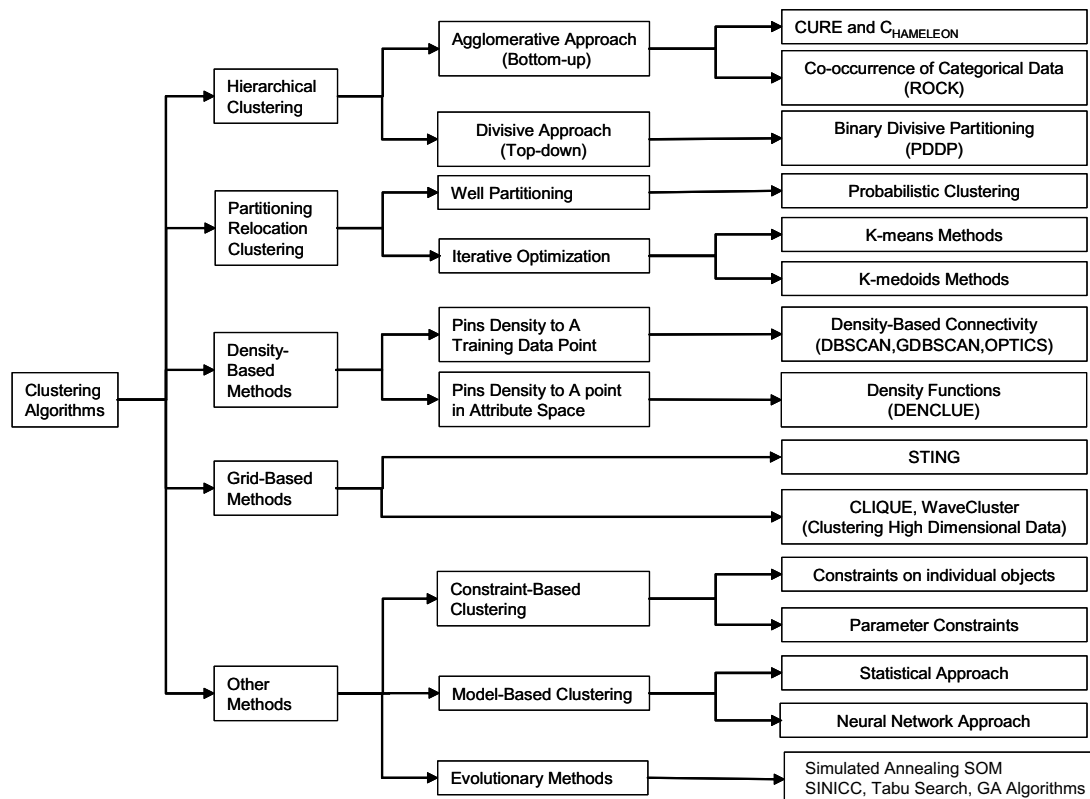 Clustering
Algorithms
Hierarchical
Clustering
Agglomerative Approach
(Bottom-up)
CURE and CHAMELEON
Co-occurrence of Categorical Data
(ROCK)
Divisive Approach
(Top-down)
Binary Divisive Partitioning
(PDDP)
Partitioning
Relocation
Clustering
Well Partitioning
Probabilistic Clustering
Iterative Optimization
K-means Methods
K-medoids Methods
Density-
Based
Methods
Pins Density to A
Training Data Point
Density-Based Connectivity
(DBSCAN,GDBSCAN,OPTICS)
Pins Density to A point
in Attribute Space
Density Functions
(DENCLUE)
Grid-Based
Methods
STING
CLIQUE, WaveCluster
(Clustering High Dimensional Data)
Other
Methods
Constraint-Based
Clustering
Constraints on individual objects
Parameter Constraints
Model-Based Clustering
Statistical Approach
Neural Network Approach
Evolutionary Methods
Simulated Annealing SOM
SINICC, Tabu Search, GA Algorithms